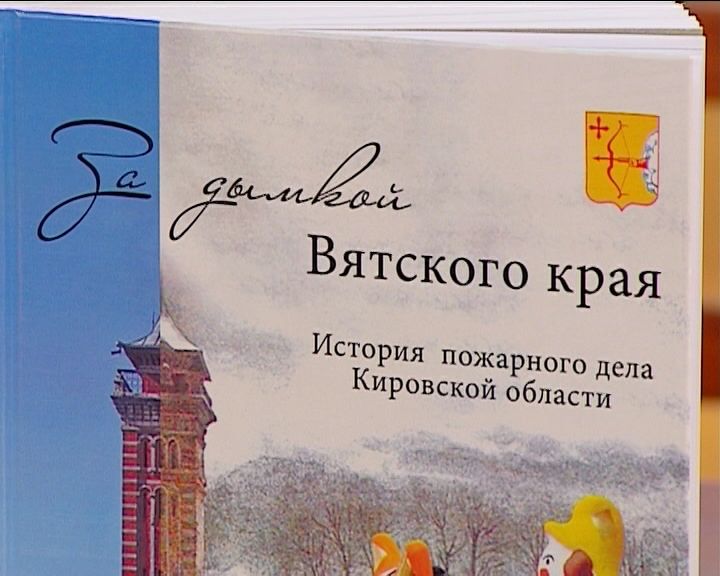 За дымкой
Вятского края
История пожарного дела
Кировской области